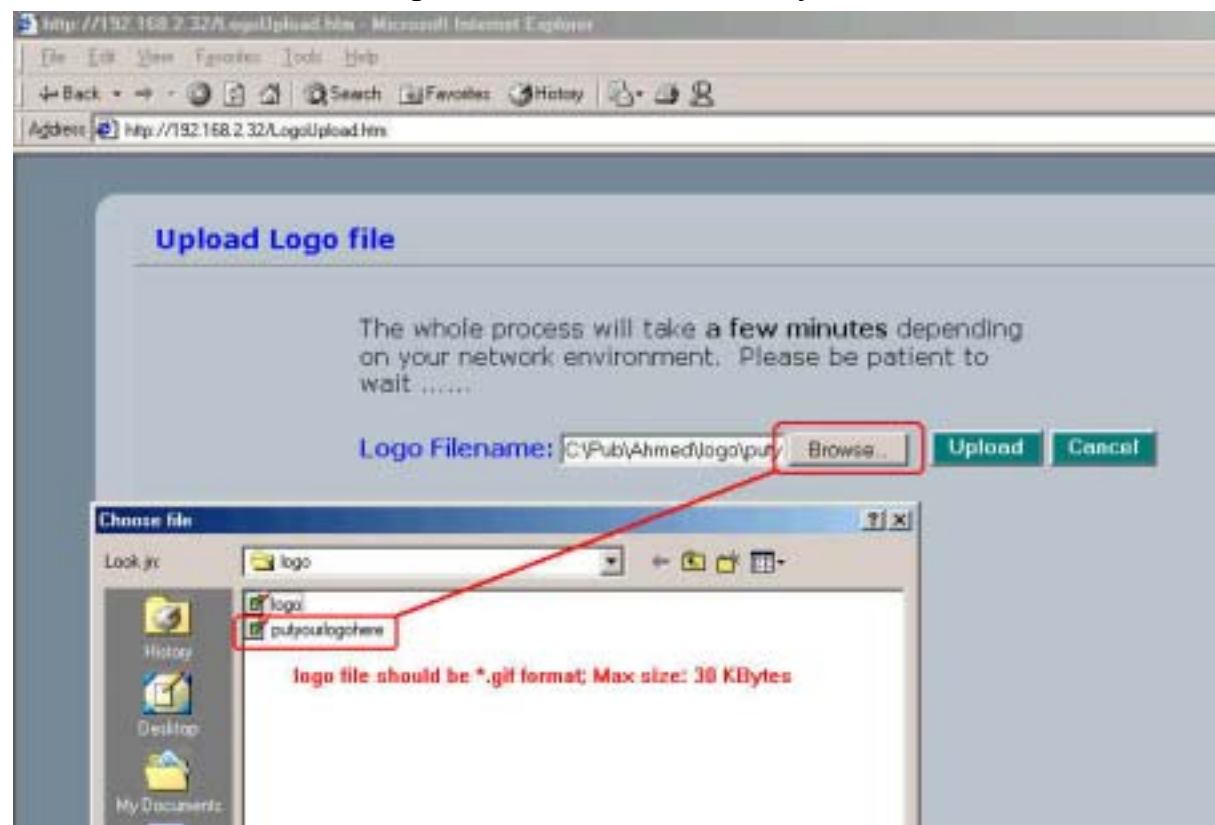 http://192.168.2.32/LogoUpload.htm - Microsoft Internet Explorer
File Edit View Favorites Tools Help
Back Search Favorites History
Address http://192.168.2.32/LogoUpload.htm
Upload Logo file
The whole process will take a few minutes depending
on your network environment. Please be patient to
wait ......
Logo Filename: C:\Pub\Ahmed\logo\puty Browse... Upload Cancel
Choose file
Look in: logo
logo
putyourlogohere
logo file should be *.gif format; Max size: 30 KBytes
History
Desktop
My Documents